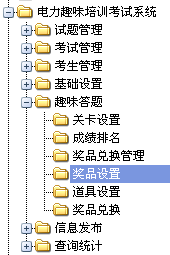 电力趣味培训考试系统
试题管理
考试管理
考生管理
基础设置
趣味答题
关卡设置
成绩排名
奖品兑换管理
奖品设置
道具设置
奖品兑换
信息发布
查询统计